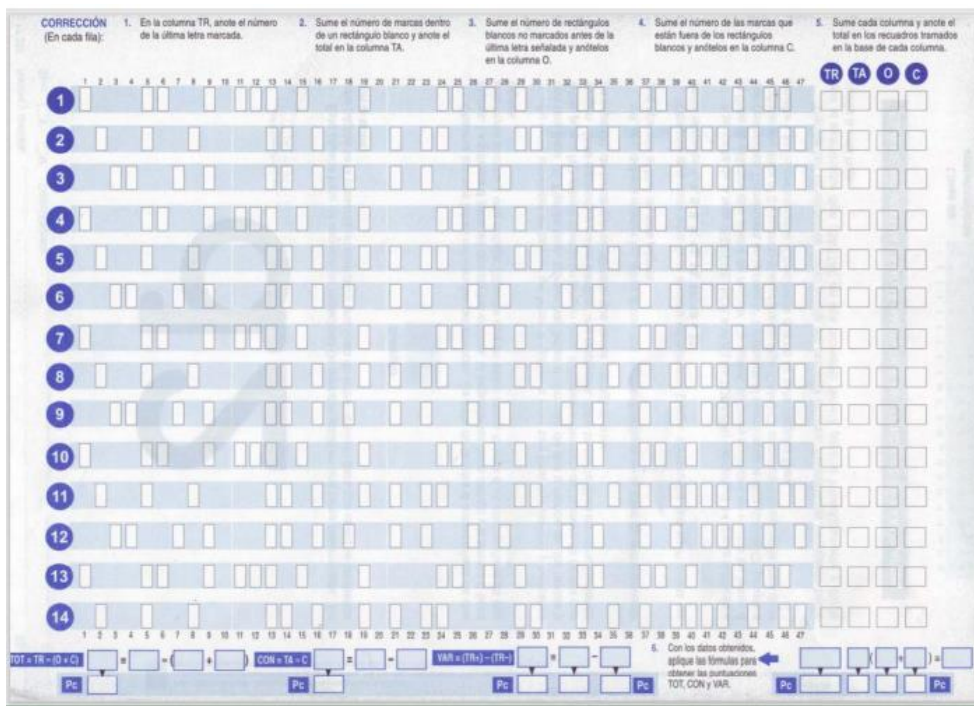 CORRECCIÓN
(En cada fila):
1. En la columna TR, anote el número
de la última letra marcada.
2. Sume el número de marcas dentro
de un rectángulo blanco y anote el
total en la columna TA.
3. Sume el número de rectángulos
blancos no marcados antes de la
última letra señalada y anótelos
en la columna O.
4. Sume el número de las marcas que
están fuera de los rectángulos
blancos y anótelos en la columna C.
5. Sume cada columna y anote el
total en los recuadros tramados
en la base de cada columna.
TR TA O C
1 2 3 4 5 6 7 8 9 10 11 12 13 14 15 16 17 18 19 20 21 22 23 24 25 26 27 28 29 30 31 32 33 34 35 36 37 38 39 40 41 42 43 44 45 46 47
1
2
3
4
5
6
7
8
9
10
11
12
13
14
1 2 3 4 5 6 7 8 9 10 11 12 13 14 15 16 17 18 19 20 21 22 23 24 25 26 27 28 29 30 31 32 33 34 35 36 37 38 39 40 41 42 43 44 45 46 47
TOT = TR − (O + C) = − ( + )
CON = TA − C = −
VAR = (TR+) − (TR−) = −
6. Con los datos obtenidos,
aplique las fórmulas para
obtener las puntuaciones
TOT, CON y VAR.
( + ) =
Pc Pc Pc Pc Pc Pc